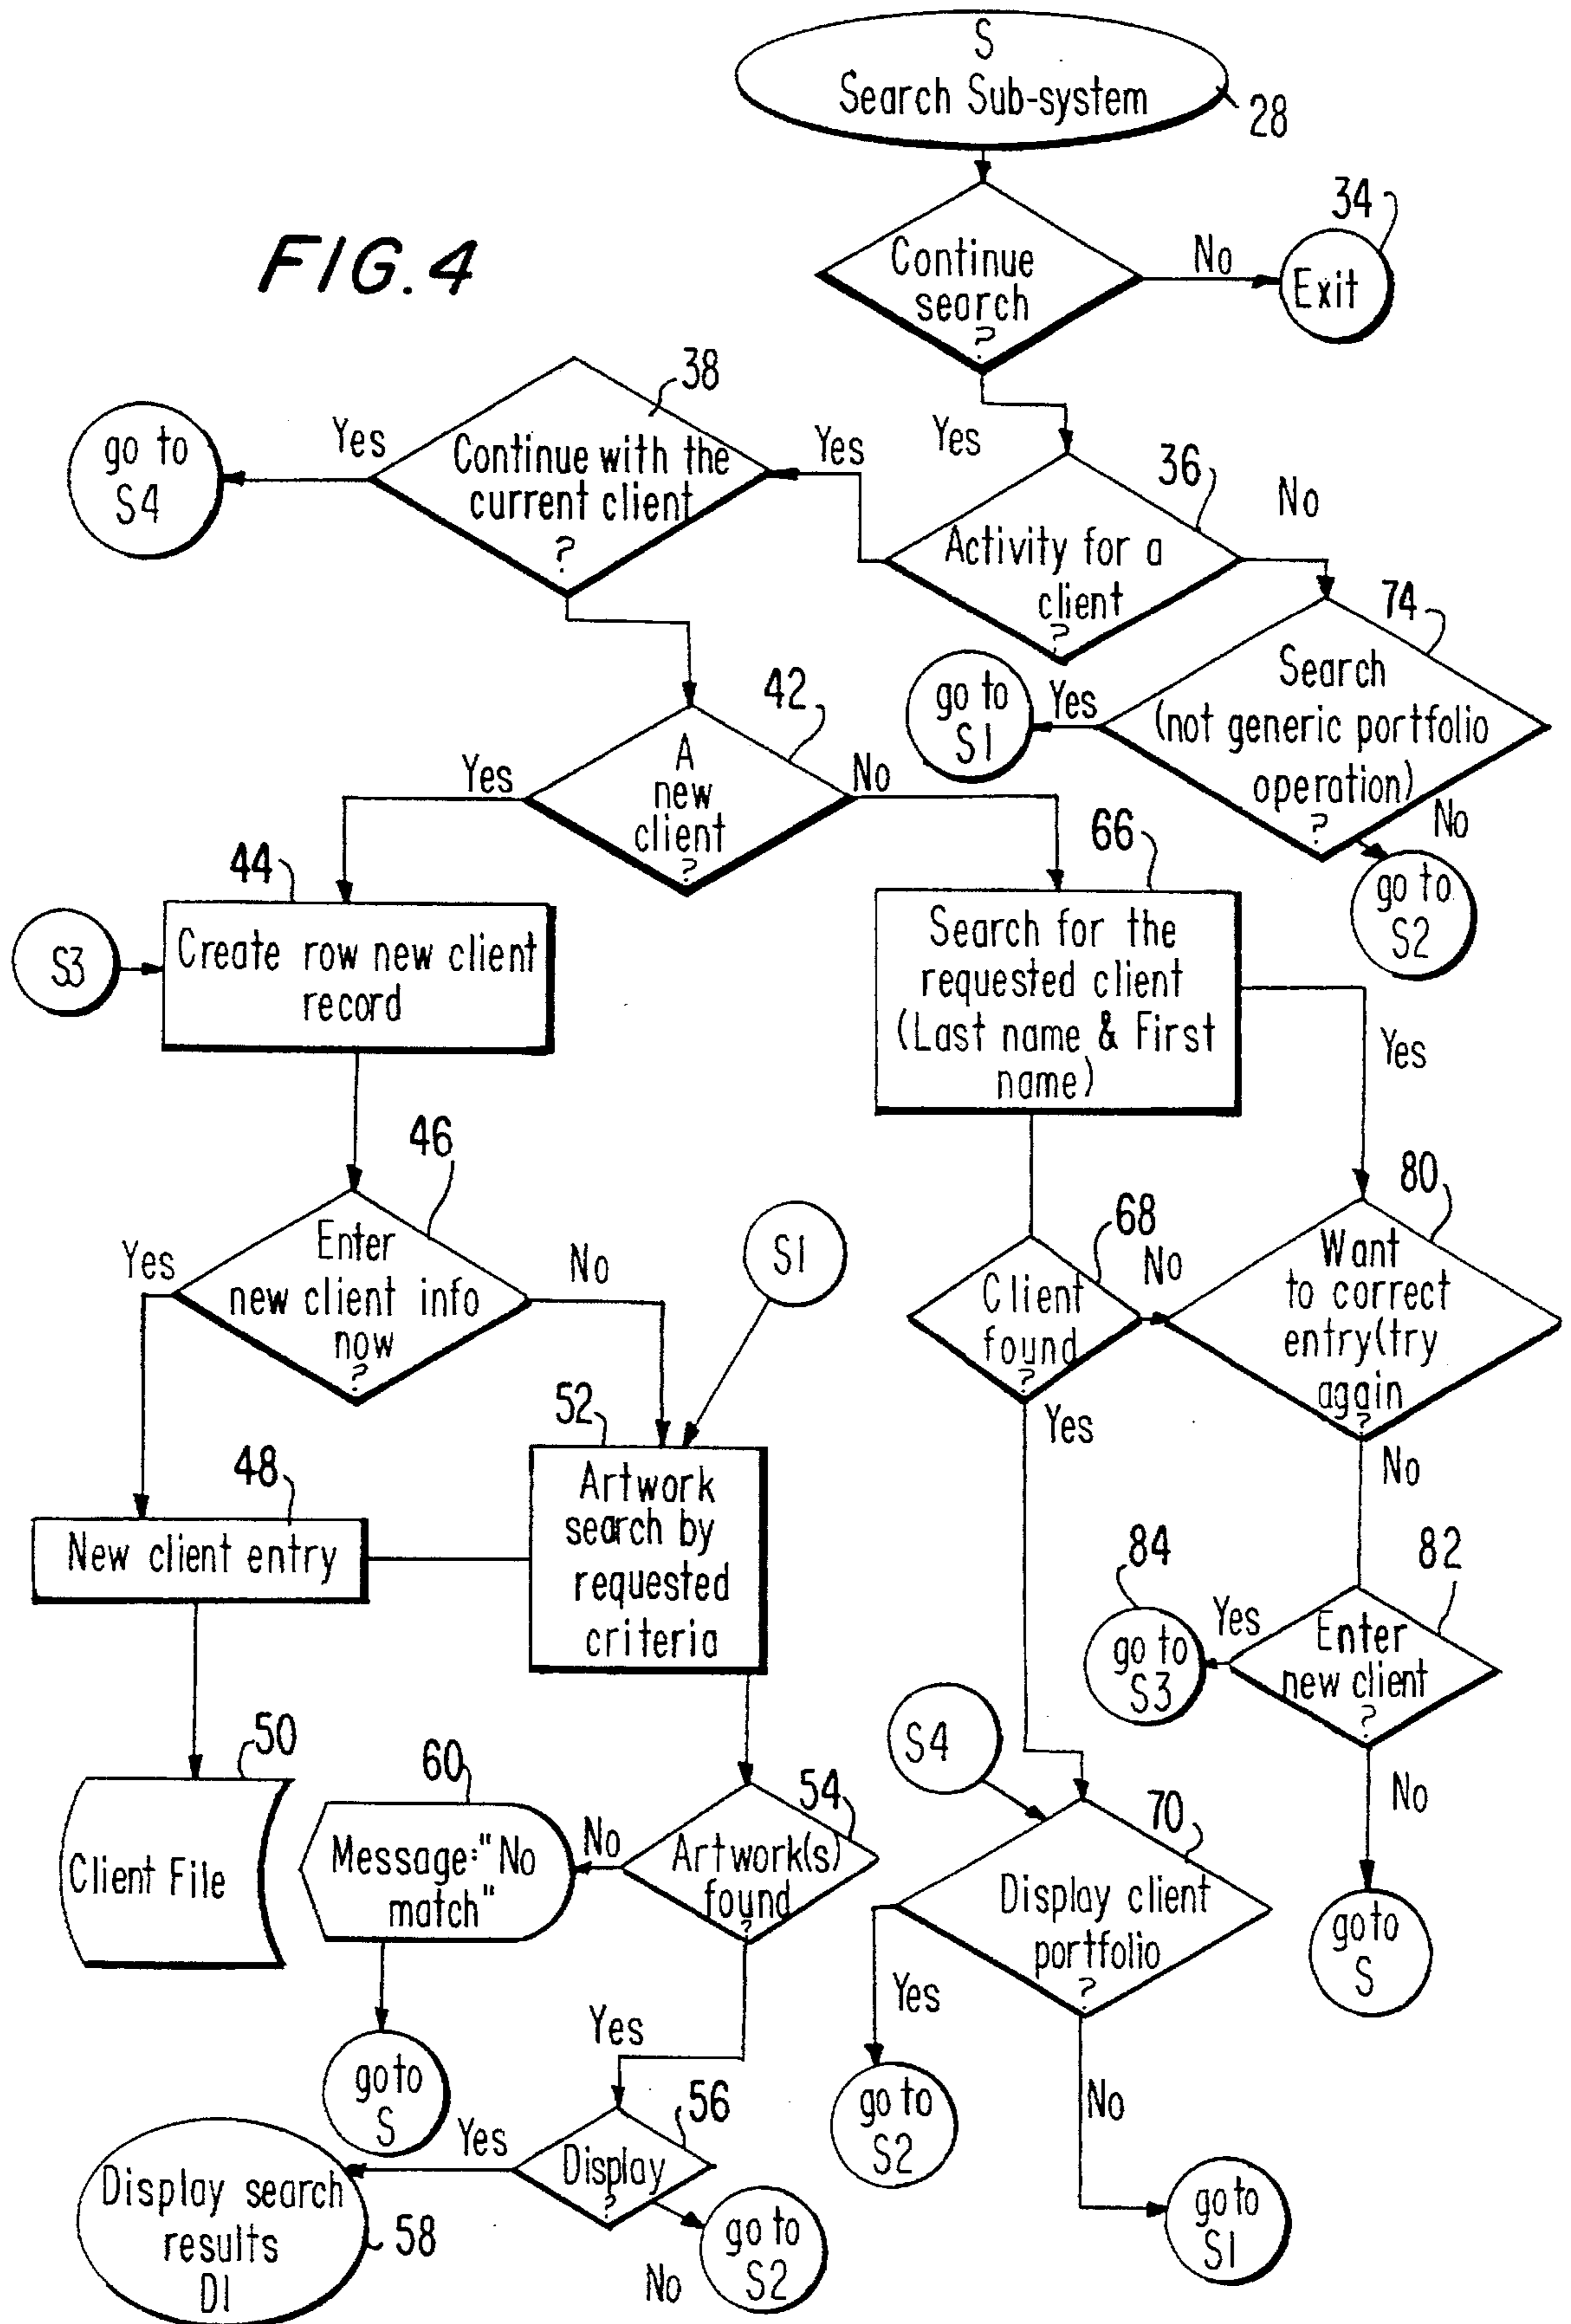 FIG.4
S
Search Sub-system
28
Continue
search
?
No
34
Exit
Yes
38
Continue with the
current client
?
Yes
go to
S4
Yes
36
Activity for a
client
?
No
74
Search
(not generic portfolio
operation)
?
Yes
go to
S1
No
go to
S2
42
A
new
client
?
Yes
No
44
Create row new client
record
S3
66
Search for the
requested client
(Last name & First
name)
Yes
46
Enter
new client info
now
?
Yes
No
S1
68
Client
found
?
No
Yes
80
Want
to correct
entry(try
again
?
No
52
Artwork
search by
requested
criteria
48
New client entry
84
go to
S3
Yes
82
Enter
new client
?
No
go to
S
50
Client File
60
Message:"No
match"
No
54
Artwork(s)
found
?
S4
70
Display client
portfolio
?
Yes
go to
S2
No
go to
S1
go to
S
Yes
56
Display
?
Yes
No
go to
S2
Display search
results
D1
58